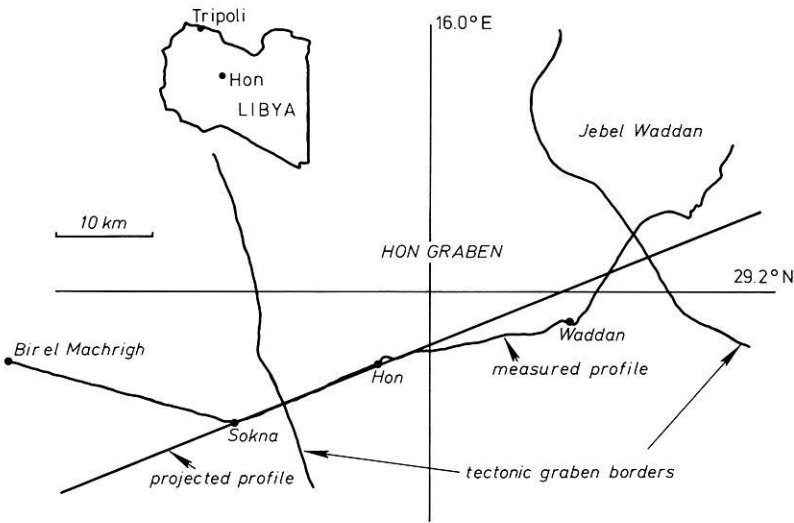 Tripoli
16.0°E
Hon
LIBYA
Jebel Waddan
10 km
HON GRABEN
29.2°N
Bir el Machrigh
Waddan
Hon
measured profile
Sokna
projected profile
tectonic graben borders